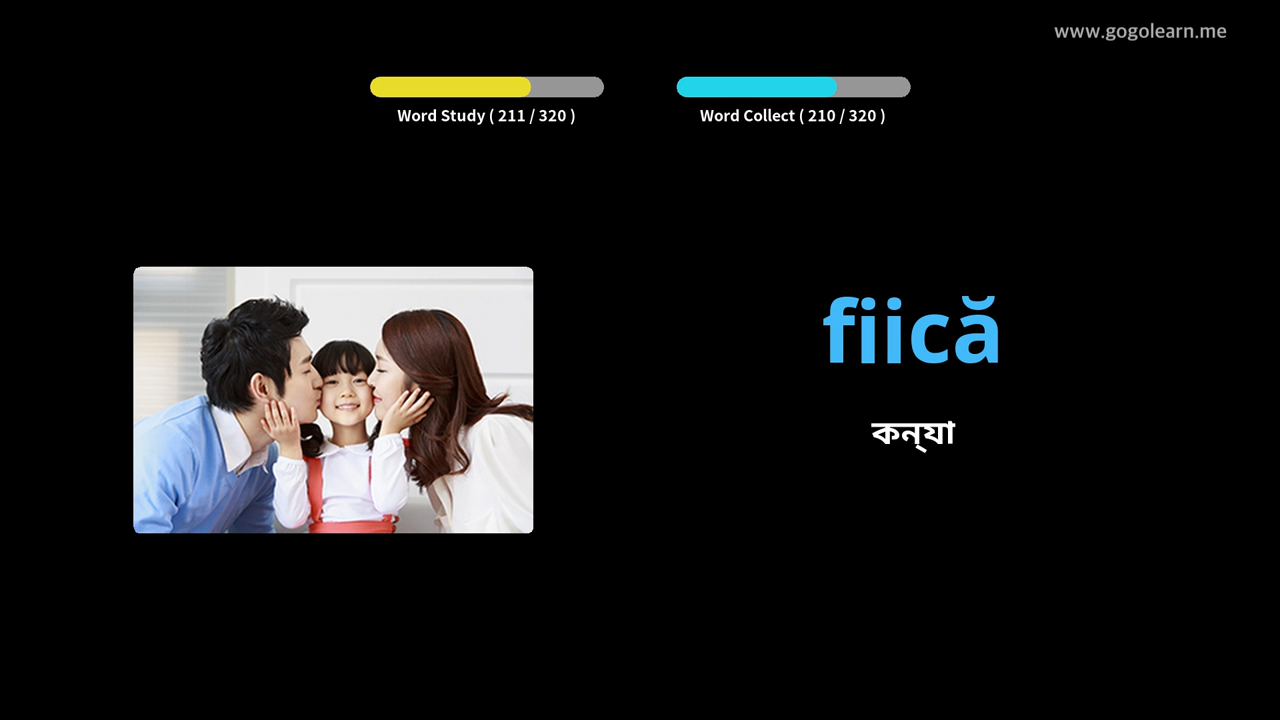 www.gogolearn.me
Word Study ( 211 / 320 )
Word Collect ( 210 / 320 )
fiică
কন্‌যা